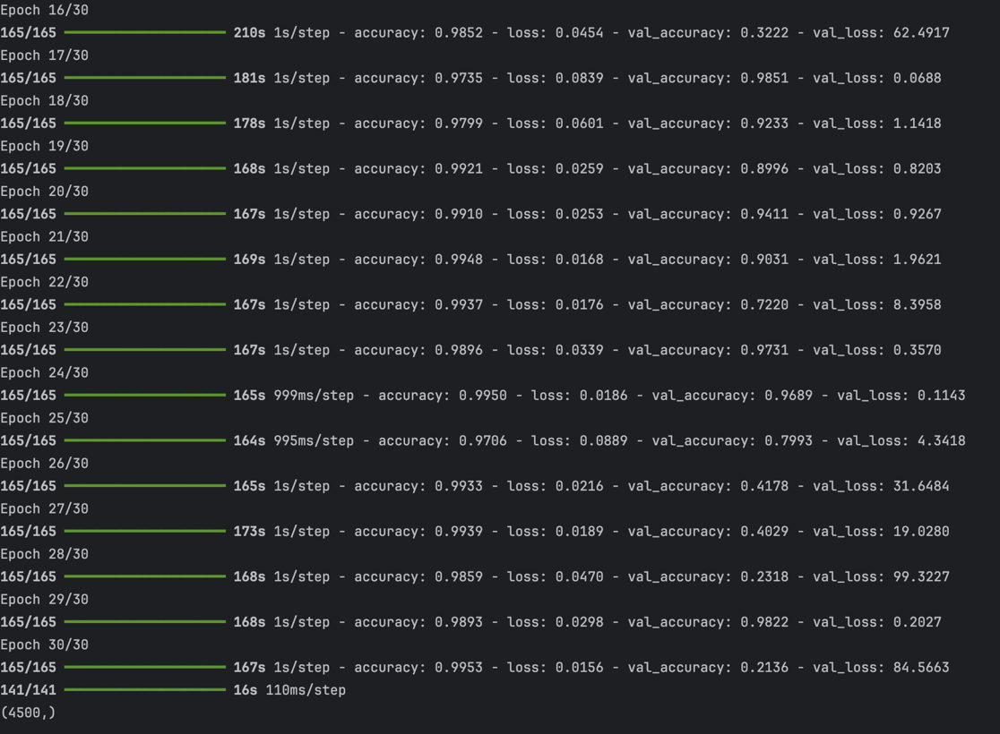 Epoch 16/30
165/165 ━━━━━━━━━━━━━━━━━━━━ 210s 1s/step - accuracy: 0.9852 - loss: 0.0454 - val_accuracy: 0.3222 - val_loss: 62.4917
Epoch 17/30
165/165 ━━━━━━━━━━━━━━━━━━━━ 181s 1s/step - accuracy: 0.9735 - loss: 0.0839 - val_accuracy: 0.9851 - val_loss: 0.0688
Epoch 18/30
165/165 ━━━━━━━━━━━━━━━━━━━━ 178s 1s/step - accuracy: 0.9799 - loss: 0.0601 - val_accuracy: 0.9233 - val_loss: 1.1418
Epoch 19/30
165/165 ━━━━━━━━━━━━━━━━━━━━ 168s 1s/step - accuracy: 0.9921 - loss: 0.0259 - val_accuracy: 0.8996 - val_loss: 0.8203
Epoch 20/30
165/165 ━━━━━━━━━━━━━━━━━━━━ 167s 1s/step - accuracy: 0.9910 - loss: 0.0253 - val_accuracy: 0.9411 - val_loss: 0.9267
Epoch 21/30
165/165 ━━━━━━━━━━━━━━━━━━━━ 169s 1s/step - accuracy: 0.9948 - loss: 0.0168 - val_accuracy: 0.9031 - val_loss: 1.9621
Epoch 22/30
165/165 ━━━━━━━━━━━━━━━━━━━━ 167s 1s/step - accuracy: 0.9937 - loss: 0.0176 - val_accuracy: 0.7220 - val_loss: 8.3958
Epoch 23/30
165/165 ━━━━━━━━━━━━━━━━━━━━ 167s 1s/step - accuracy: 0.9896 - loss: 0.0339 - val_accuracy: 0.9731 - val_loss: 0.3570
Epoch 24/30
165/165 ━━━━━━━━━━━━━━━━━━━━ 165s 999ms/step - accuracy: 0.9950 - loss: 0.0186 - val_accuracy: 0.9689 - val_loss: 0.1143
Epoch 25/30
165/165 ━━━━━━━━━━━━━━━━━━━━ 164s 995ms/step - accuracy: 0.9706 - loss: 0.0889 - val_accuracy: 0.7993 - val_loss: 4.3418
Epoch 26/30
165/165 ━━━━━━━━━━━━━━━━━━━━ 165s 1s/step - accuracy: 0.9933 - loss: 0.0216 - val_accuracy: 0.4178 - val_loss: 31.6484
Epoch 27/30
165/165 ━━━━━━━━━━━━━━━━━━━━ 173s 1s/step - accuracy: 0.9939 - loss: 0.0189 - val_accuracy: 0.4029 - val_loss: 19.0280
Epoch 28/30
165/165 ━━━━━━━━━━━━━━━━━━━━ 168s 1s/step - accuracy: 0.9859 - loss: 0.0470 - val_accuracy: 0.2318 - val_loss: 99.3227
Epoch 29/30
165/165 ━━━━━━━━━━━━━━━━━━━━ 168s 1s/step - accuracy: 0.9893 - loss: 0.0298 - val_accuracy: 0.9822 - val_loss: 0.2027
Epoch 30/30
165/165 ━━━━━━━━━━━━━━━━━━━━ 167s 1s/step - accuracy: 0.9953 - loss: 0.0156 - val_accuracy: 0.2136 - val_loss: 84.5663
141/141 ━━━━━━━━━━━━━━━━━━━━ 16s 110ms/step
(4500,)